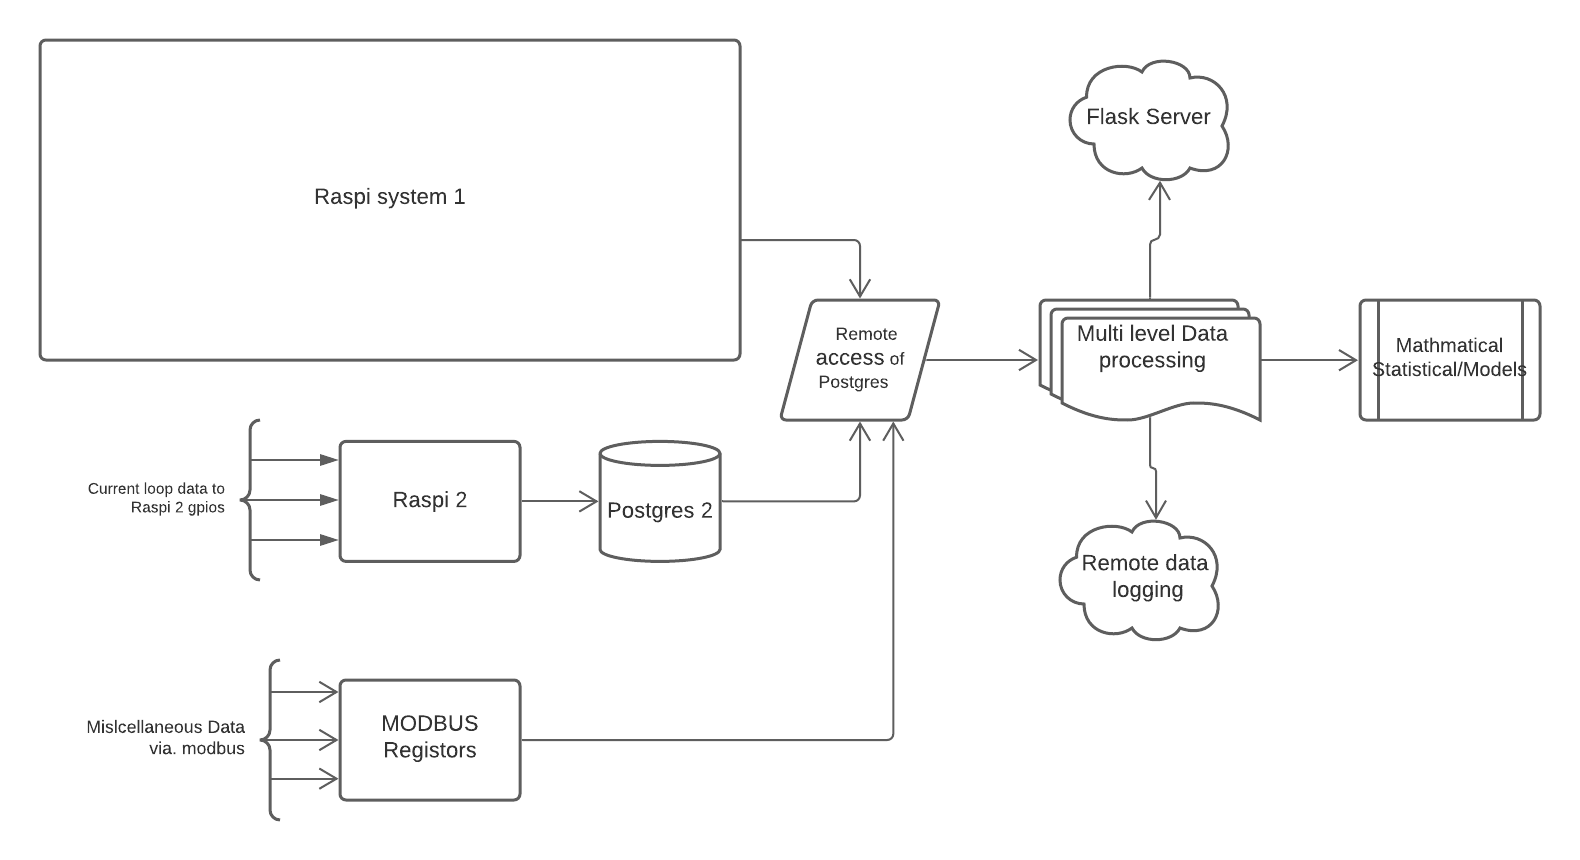 Raspi system 1
Flask Server
Remote
access of
Postgres
Multi level Data
processing
Mathmatical
Statistical/Models
Current loop data to
Raspi 2 gpios
Raspi 2
Postgres 2
Remote data
logging
Mislcellaneous Data
via. modbus
MODBUS
Registors